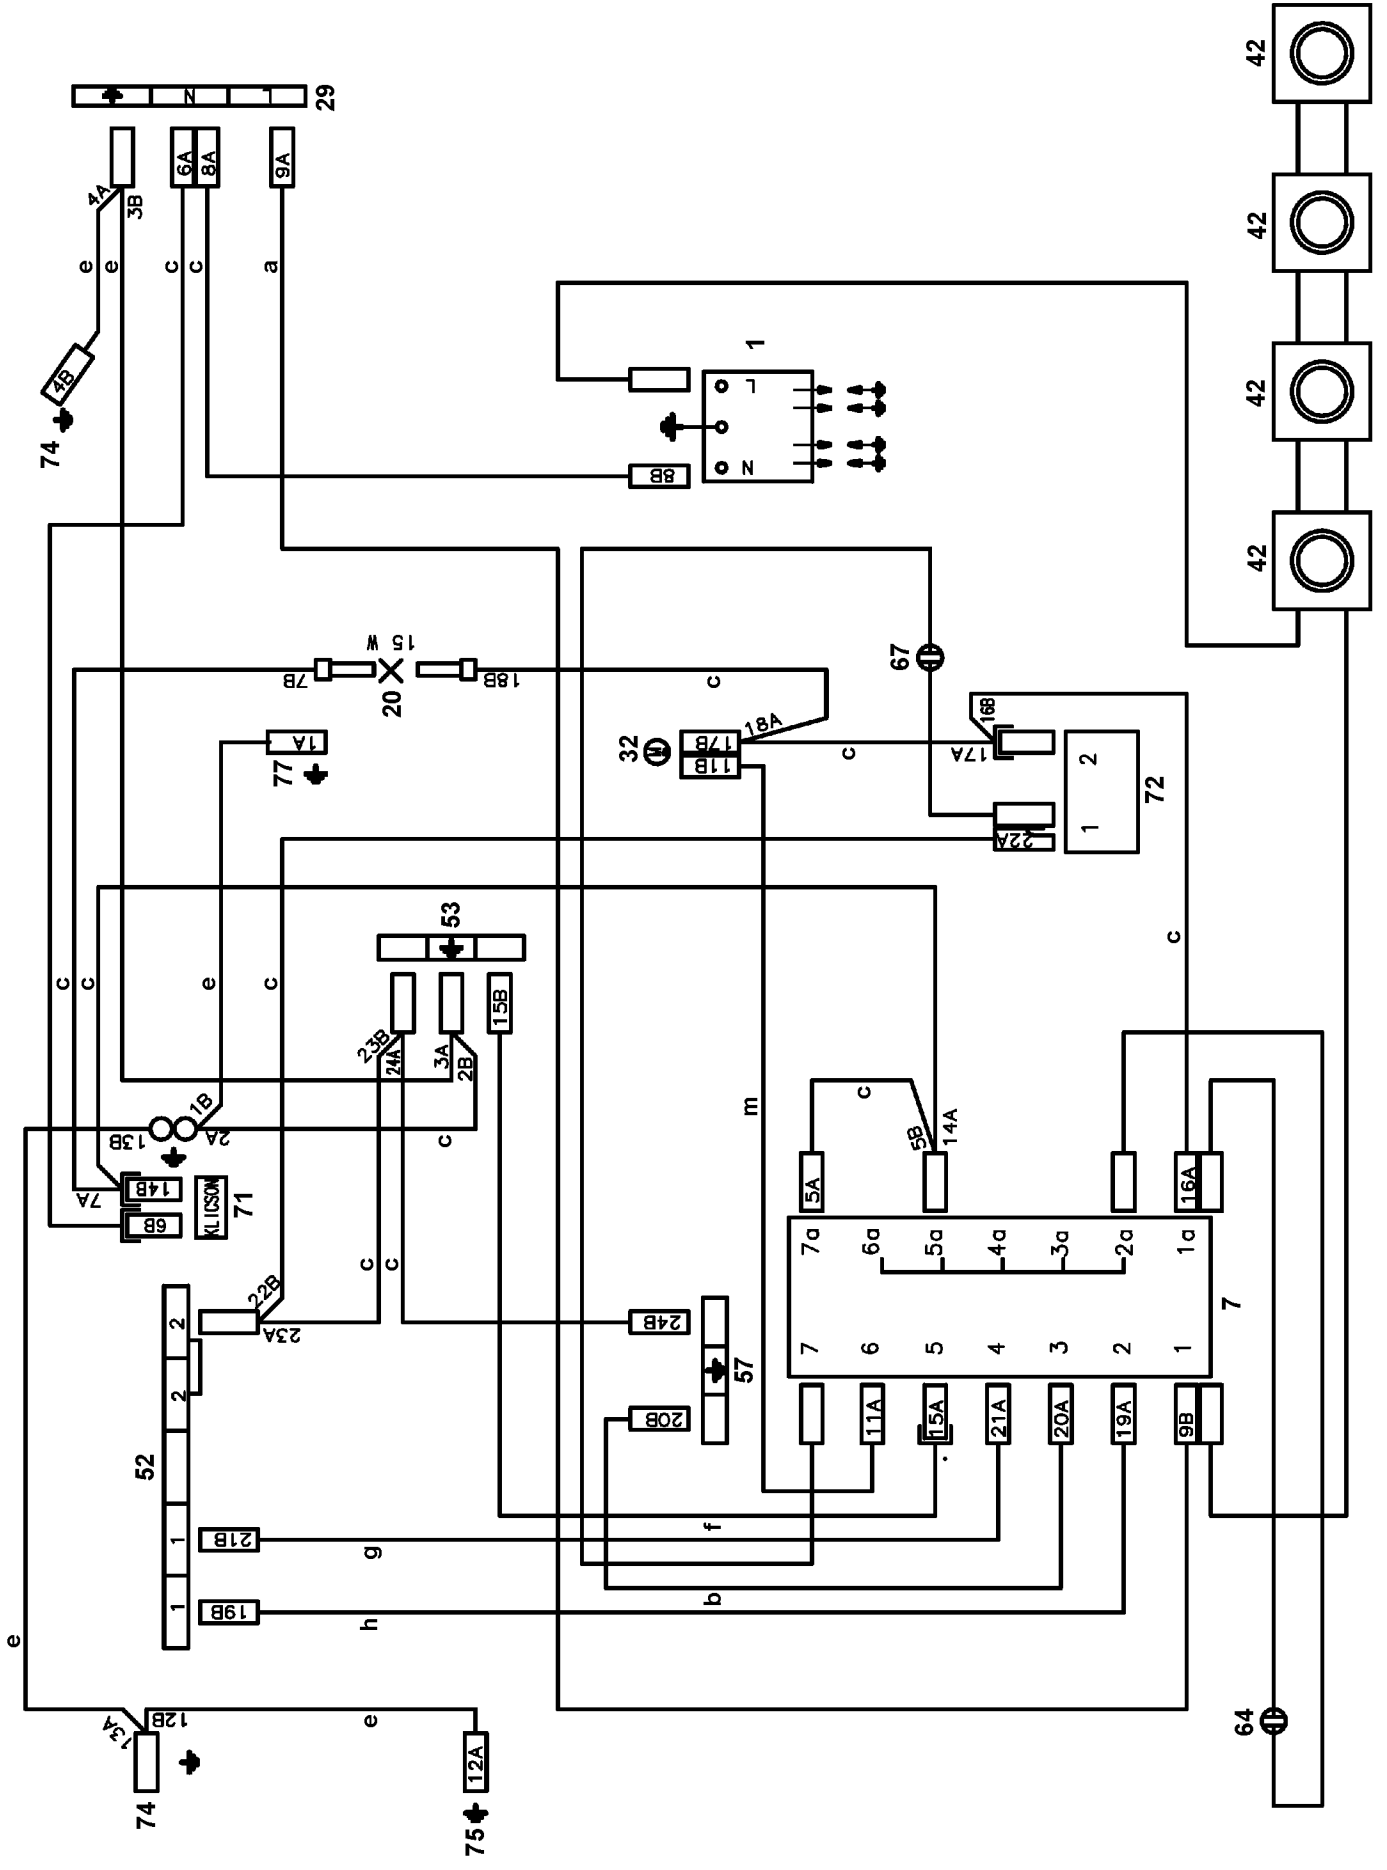 42
42
42
42
29
N
L
6A
8A
9A
4A
3B
e
e
c
c
a
4B
74
1
L
N
8B
15 W
7B
20
18B
c
67
18A
16B
32
17B
11B
c
17A
77
1A
2
1
72
22A
53
c
c
e
c
c
15B
23B
24A
3A
2B
1B
2A
13B
c
m
c
5B
14A
7A
14B
6B
KLICSON
71
5A
16A
7a
6a
5a
4a
3a
2a
1a
7
c
c
22B
23A
2
2
52
1
1
24B
20B
57
7
6
5
4
3
2
1
11A
15A
21A
20A
19A
9B
21B
19B
g
f
h
b
e
13A
12B
74
e
12A
75
64